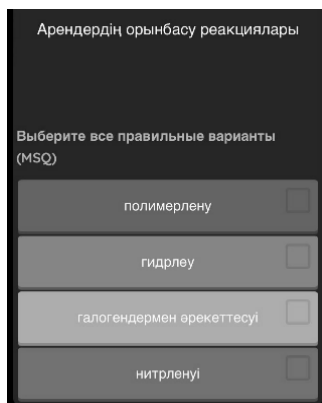 Арендердің орынбасу реакциялары
Выберите все правильные варианты
(MSQ)
полимерлену
гидрлеу
галогендермен әрекеттесуі
нитрленуі